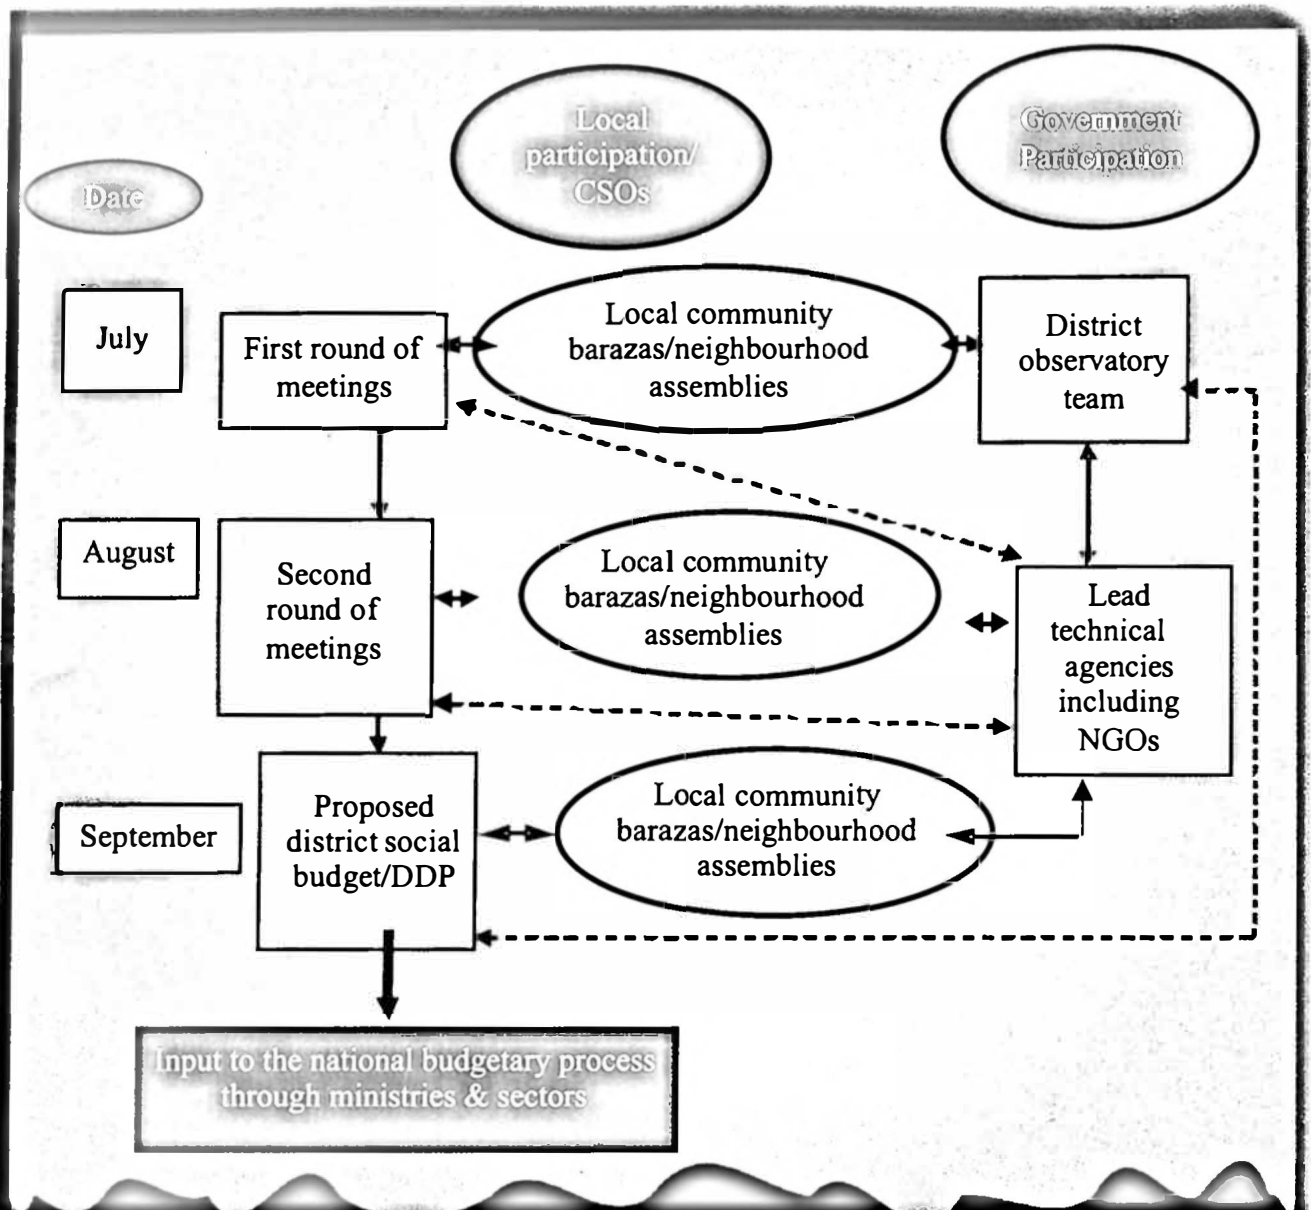 Local
participation/
CSOs
Government
Participation
Date
July
First round of
meetings
Local community
barazas/neighbourhood
assemblies
District
observatory
team
August
Second
round of
meetings
Local community
barazas/neighbourhood
assemblies
Lead
technical
agencies
including
NGOs
September
Proposed
district social
budget/DDP
Local community
barazas/neighbourhood
assemblies
Input to the national budgetary process
through ministries & sectors